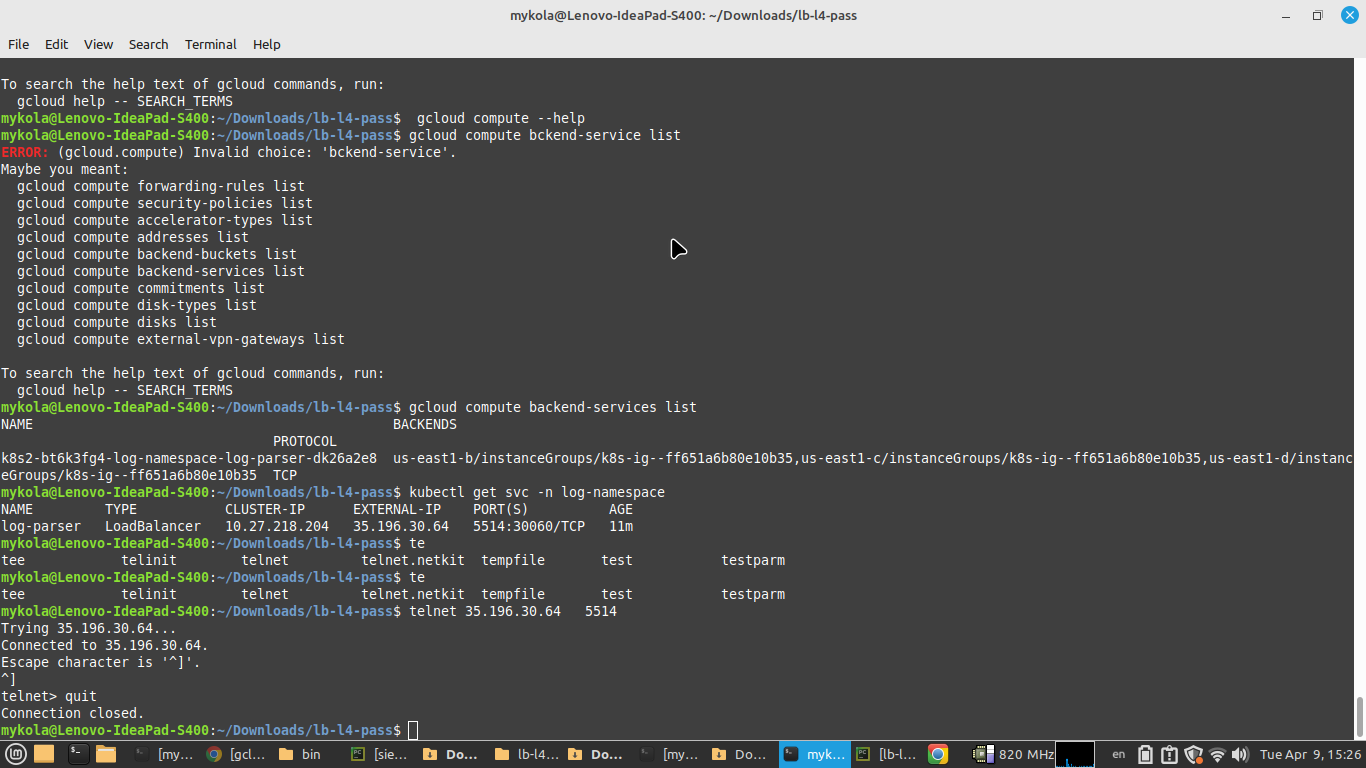 mykola@Lenovo-IdeaPad-S400: ~/Downloads/lb-l4-pass
File Edit View Search Terminal Help
To search the help text of gcloud commands, run:
  gcloud help -- SEARCH_TERMS
mykola@Lenovo-IdeaPad-S400:~/Downloads/lb-l4-pass$  gcloud compute --help
mykola@Lenovo-IdeaPad-S400:~/Downloads/lb-l4-pass$ gcloud compute bckend-service list
ERROR: (gcloud.compute) Invalid choice: 'bckend-service'.
Maybe you meant:
  gcloud compute forwarding-rules list
  gcloud compute security-policies list
  gcloud compute accelerator-types list
  gcloud compute addresses list
  gcloud compute backend-buckets list
  gcloud compute backend-services list
  gcloud compute commitments list
  gcloud compute disk-types list
  gcloud compute disks list
  gcloud compute external-vpn-gateways list
To search the help text of gcloud commands, run:
  gcloud help -- SEARCH_TERMS
mykola@Lenovo-IdeaPad-S400:~/Downloads/lb-l4-pass$ gcloud compute backend-services list
NAME                                             BACKENDS
                                  PROTOCOL
k8s2-bt6k3fg4-log-namespace-log-parser-dk26a2e8  us-east1-b/instanceGroups/k8s-ig--ff651a6b80e10b35,us-east1-c/instanceGroups/k8s-ig--ff651a6b80e10b35,us-east1-d/instanc
eGroups/k8s-ig--ff651a6b80e10b35  TCP
mykola@Lenovo-IdeaPad-S400:~/Downloads/lb-l4-pass$ kubectl get svc -n log-namespace
NAME         TYPE           CLUSTER-IP      EXTERNAL-IP    PORT(S)          AGE
log-parser   LoadBalancer   10.27.218.204   35.196.30.64   5514:30060/TCP   11m
mykola@Lenovo-IdeaPad-S400:~/Downloads/lb-l4-pass$ te
tee            telinit        telnet         telnet.netkit  tempfile       test           testparm
mykola@Lenovo-IdeaPad-S400:~/Downloads/lb-l4-pass$ te
tee            telinit        telnet         telnet.netkit  tempfile       test           testparm
mykola@Lenovo-IdeaPad-S400:~/Downloads/lb-l4-pass$ telnet 35.196.30.64   5514
Trying 35.196.30.64...
Connected to 35.196.30.64.
Escape character is '^]'.
^]
telnet> quit
Connection closed.
mykola@Lenovo-IdeaPad-S400:~/Downloads/lb-l4-pass$
[my... [gcl... bin [sie... Do... lb-l4... Do... [my... Do... myk... [lb-l... 820 MHz en Tue Apr 9, 15:26